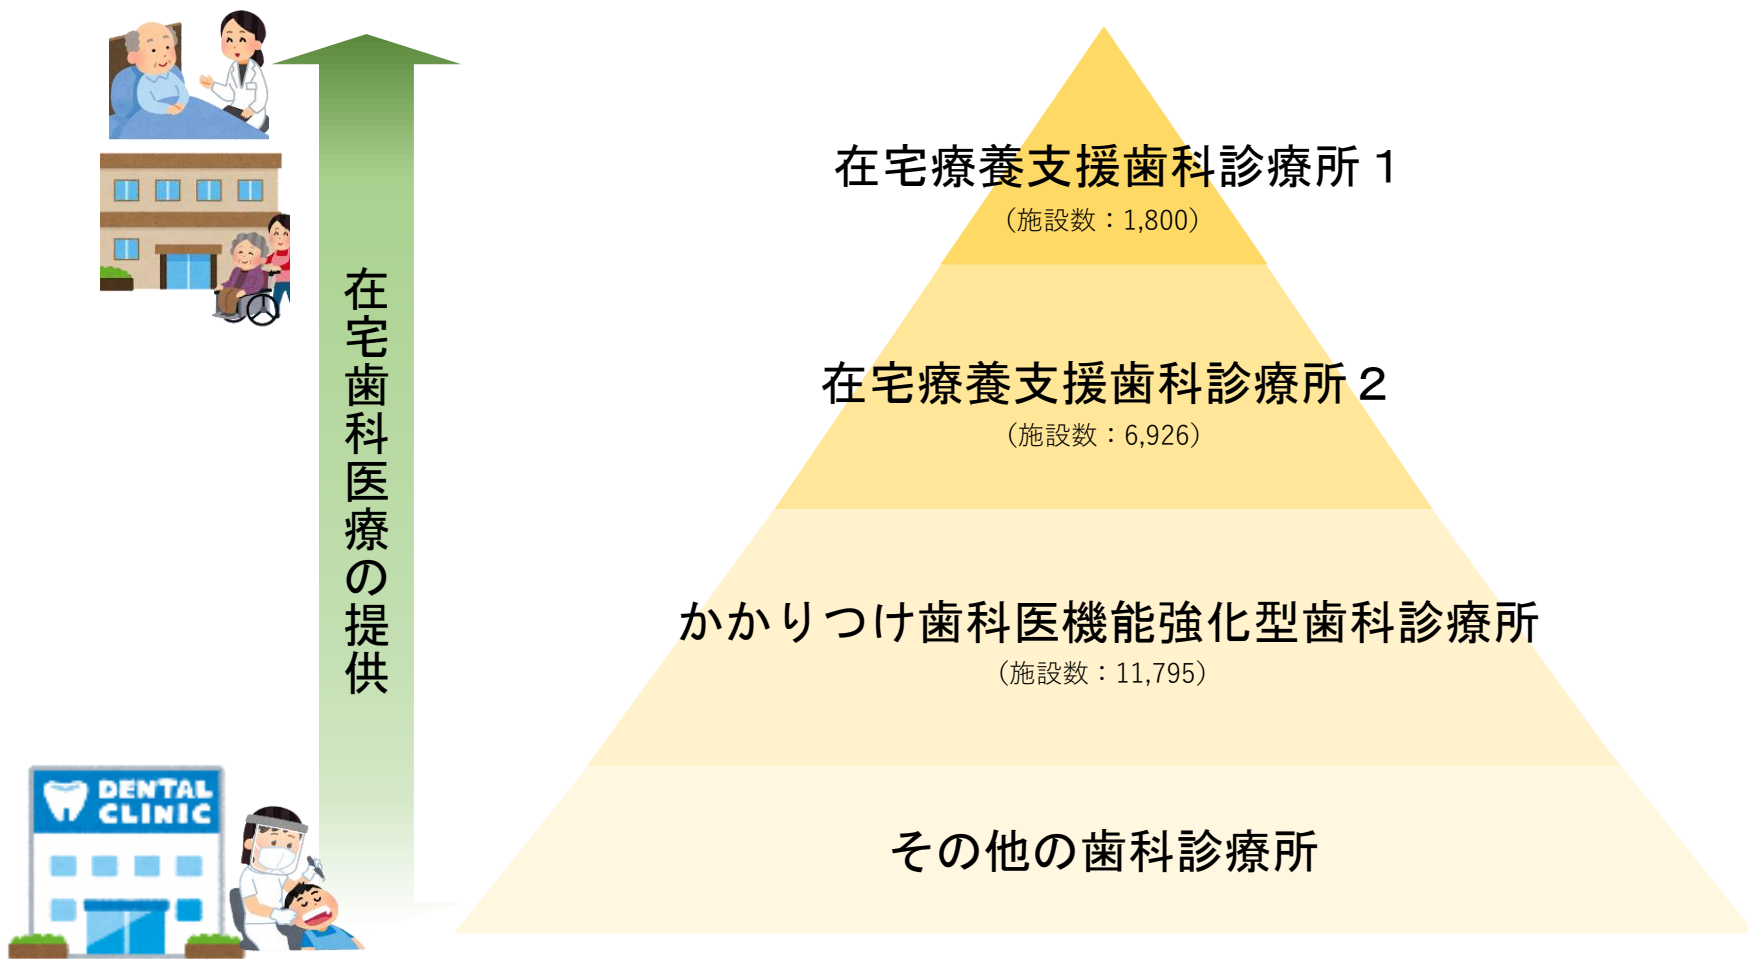 在宅歯科医療の提供
在宅療養支援歯科診療所１
（施設数：1,800）
在宅療養支援歯科診療所２
（施設数：6,926）
かかりつけ歯科医機能強化型歯科診療所
（施設数：11,795）
その他の歯科診療所
DENTAL
CLINIC